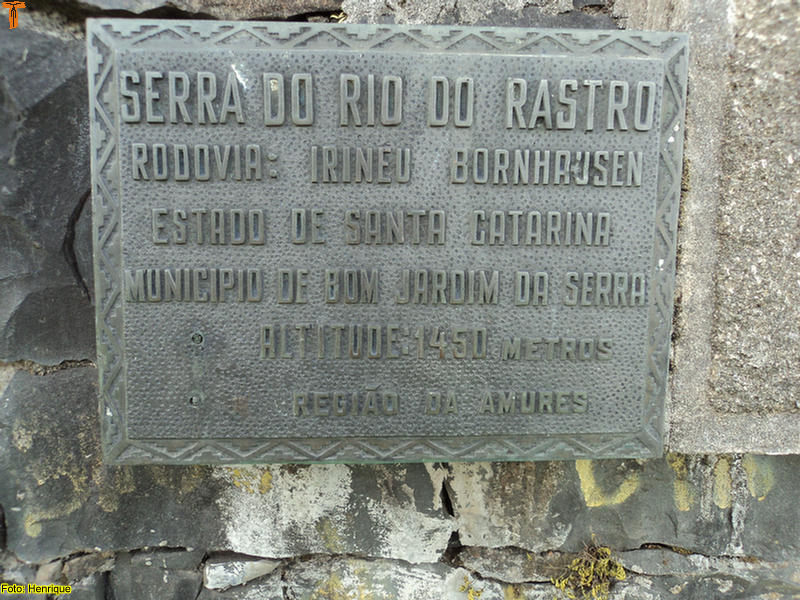 SERRA DO RIO DO RASTRO
RODOVIA: IRINEU BORNHAUSEN
ESTADO DE SANTA CATARINA
MUNICIPIO DE BOM JARDIM DA SERRA
ALTITUDE: 1450 METROS
REGIÃO DA AMURES
Foto: Henrique